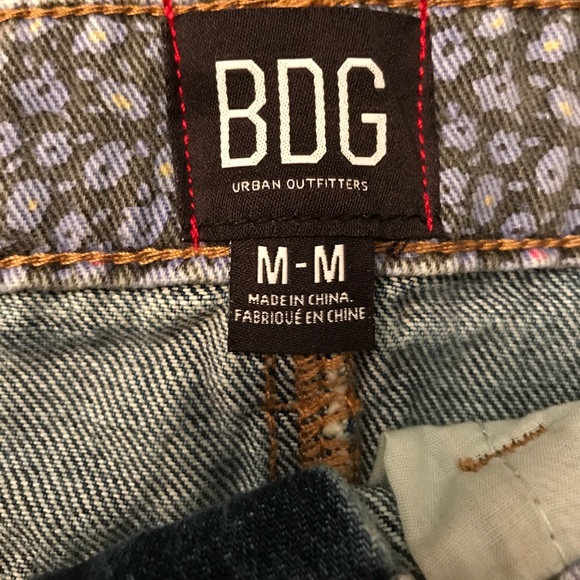 BDG
URBAN OUTFITTERS
M-M
MADE IN CHINA.
FABRIQUÉ EN CHINE.